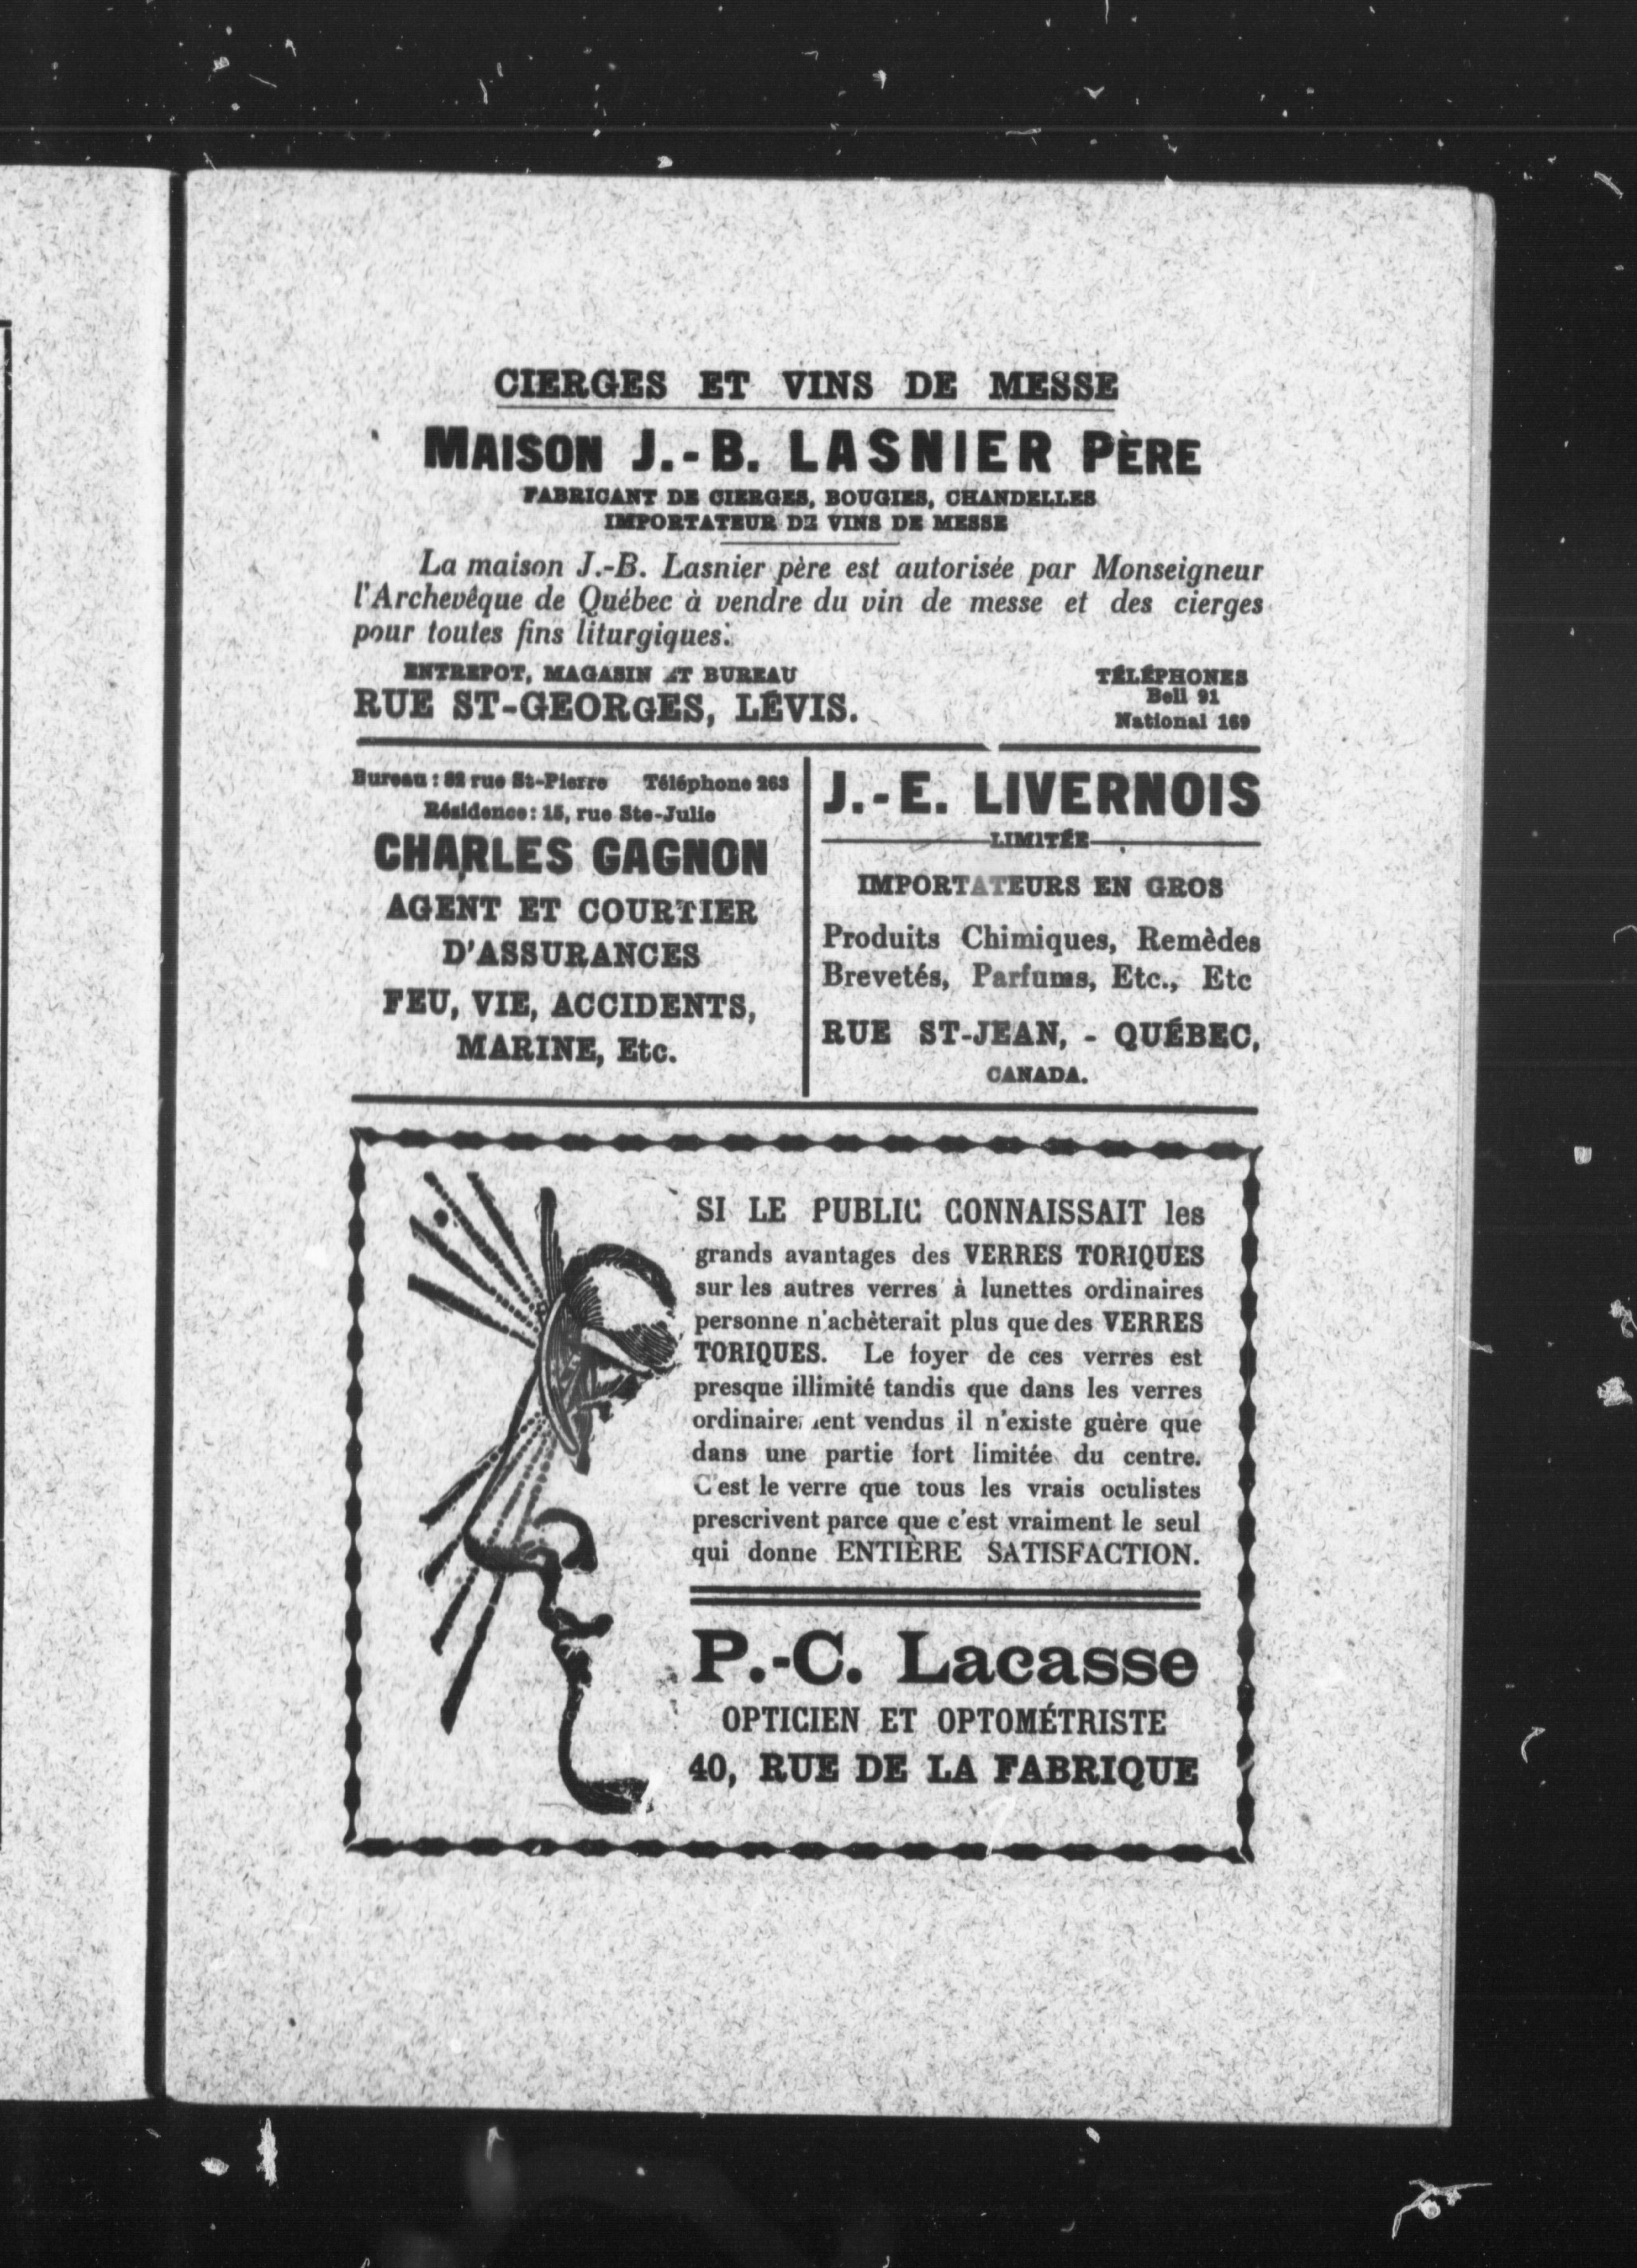 CIERGES ET VINS DE MESSE
MAISON J.-B. LASNIER PÈRE
FABRICANT DE CIERGES, BOUGIES, CHANDELLES
IMPORTATEUR DE VINS DE MESSE
La maison J.-B. Lasnier père est autorisée par Monseigneur
l'Archevêque de Québec à vendre du vin de messe et des cierges
pour toutes fins liturgiques.
ENTREPOT, MAGASIN ET BUREAU
RUE ST-GEORGES, LÉVIS.
TÉLÉPHONES
Bell 91
National 169
Bureau : rue St-Pierre Téléphone 263
Résidence: 15, rue Ste-Julie
CHARLES GAGNON
AGENT ET COURTIER
D'ASSURANCES
FEU, VIE, ACCIDENTS,
MARINE, Etc.
J.-E. LIVERNOIS
LIMITÉE
IMPORTATEURS EN GROS
Produits Chimiques, Remèdes
Brevetés, Parfums, Etc., Etc
RUE ST-JEAN, - QUÉBEC,
CANADA.
SI LE PUBLIC CONNAISSAIT les
grands avantages des VERRES TORIQUES
sur les autres verres à lunettes ordinaires
personne n'achèterait plus que des VERRES
TORIQUES. Le foyer de ces verres est
presque illimité tandis que dans les verres
vendus il n'existe guère que
dans une partie fort limitée du centre.
C'est le verre que tous les vrais oculistes
prescrivent parce que c'est vraiment le seul
qui donne ENTIÈRE SATISFACTION.
P.-C. Lacasse
OPTICIEN ET OPTOMÉTRISTE
40, RUE DE LA FABRIQUE